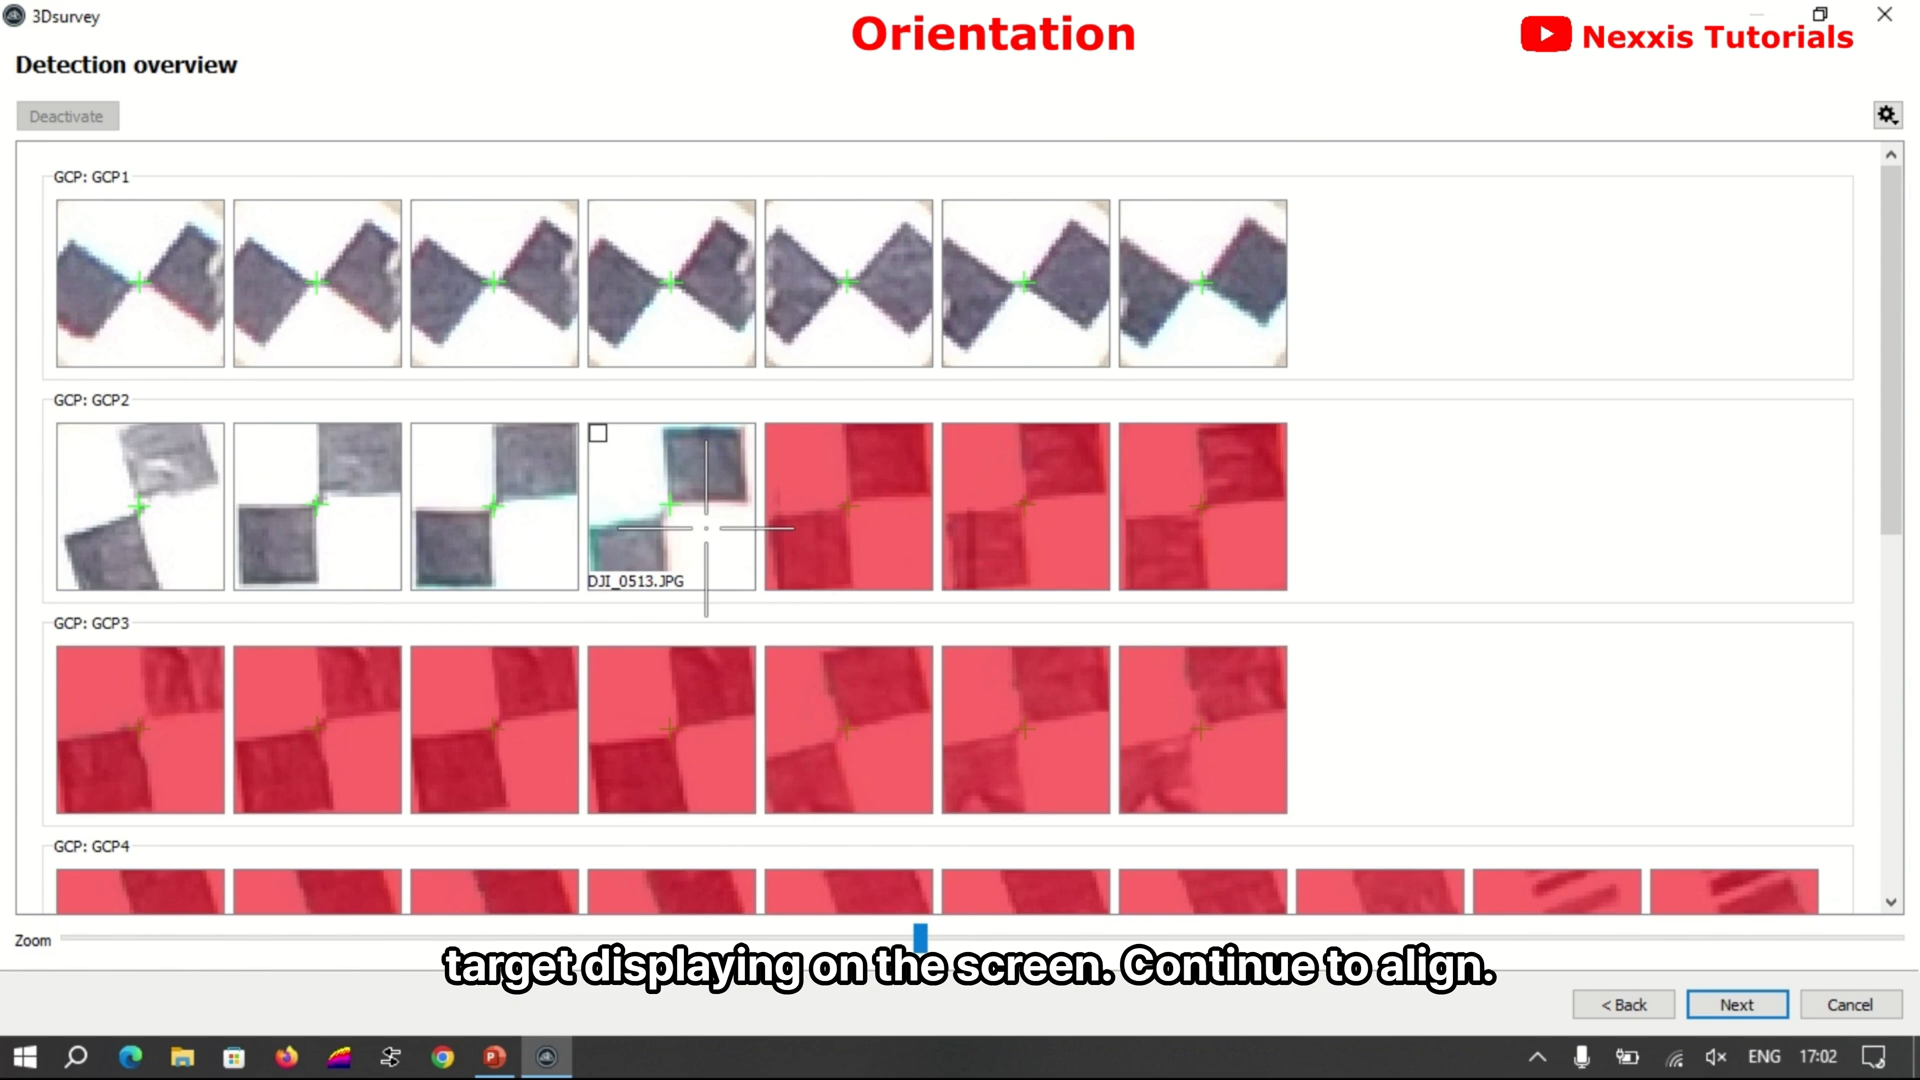 3Dsurvey
Orientation
Nexxis Tutorials
Detection overview
Deactivate
GCP: GCP1
GCP: GCP2
DJI_0513.JPG
GCP: GCP3
GCP: GCP4
Zoom
target displaying on the screen. Continue to align.
< Back
Next
Cancel
ENG
17:02